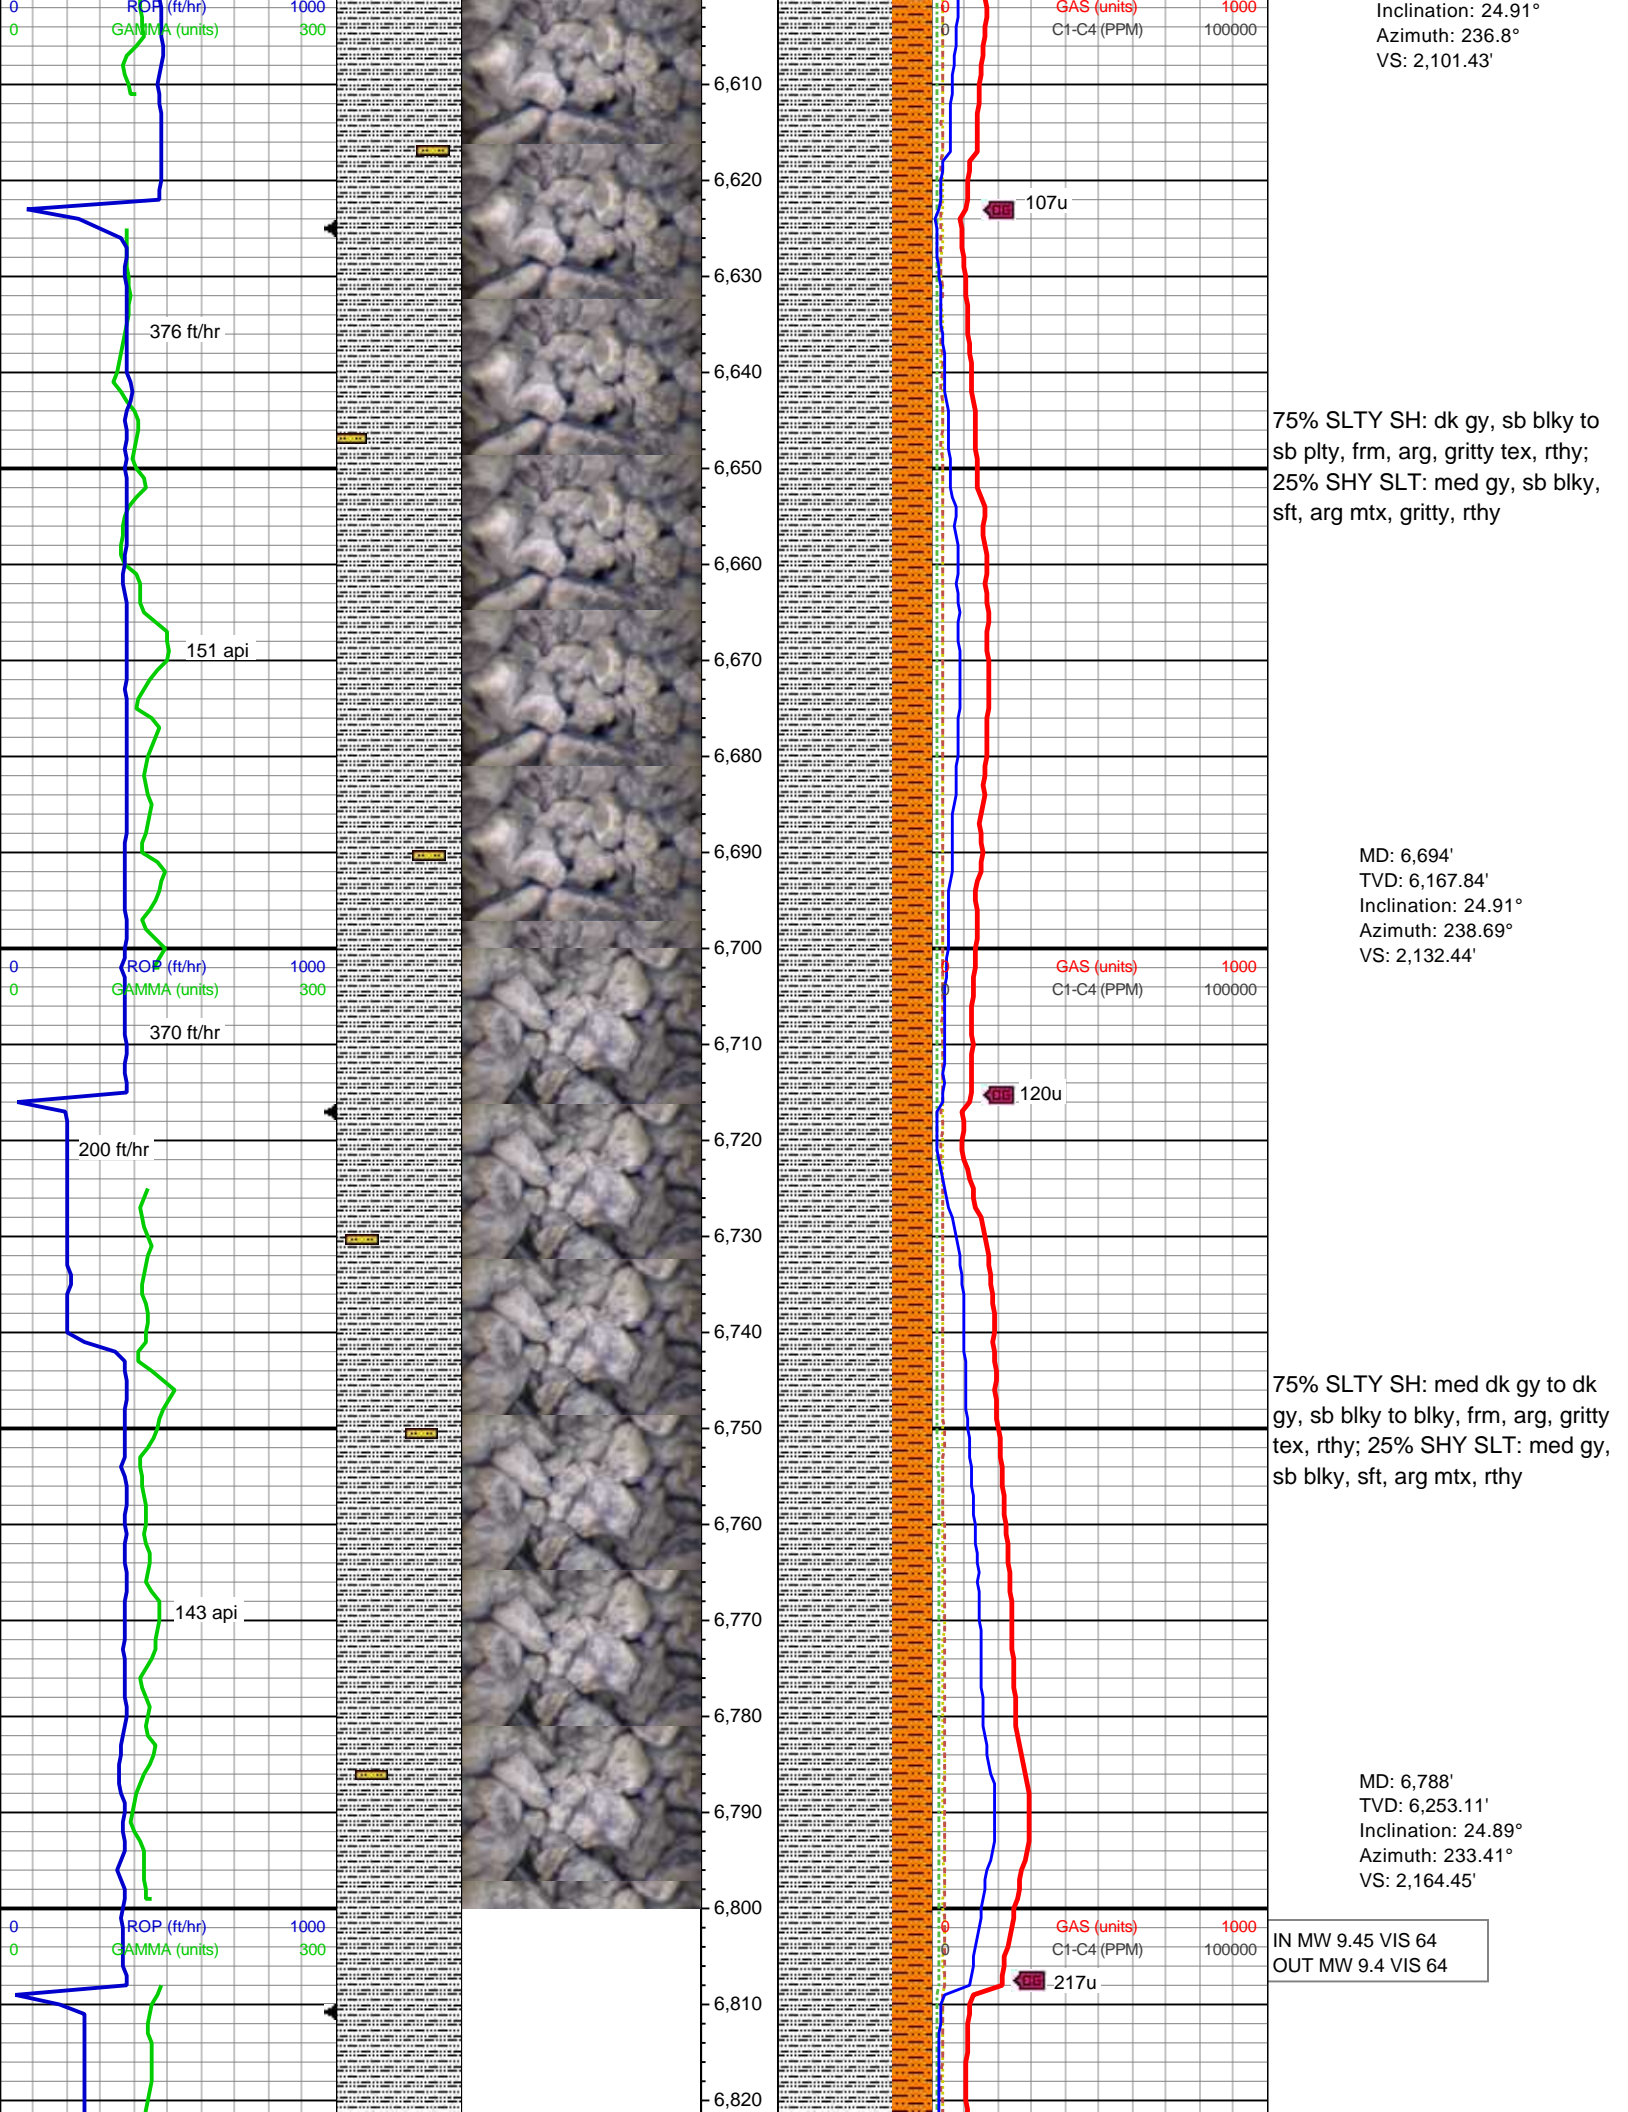 0 ROP (ft/hr) 1000
0 GAMMA (units) 300
0 GAS (units) 1000
0 C1-C4 (PPM) 100000
Inclination: 24.91°
Azimuth: 236.8°
VS: 2,101.43'
6,610
6,620
DG 107u
6,630
376 ft/hr
6,640
75% SLTY SH: dk gy, sb blky to
sb plty, frm, arg, gritty tex, rthy;
25% SHY SLT: med gy, sb blky,
sft, arg mtx, gritty, rthy
6,650
6,660
151 api
6,670
6,680
6,690
MD: 6,694'
TVD: 6,167.84'
Inclination: 24.91°
Azimuth: 238.69°
VS: 2,132.44'
6,700
0 ROP (ft/hr) 1000
0 GAMMA (units) 300
0 GAS (units) 1000
0 C1-C4 (PPM) 100000
370 ft/hr
6,710
DG 120u
6,720
200 ft/hr
6,730
6,740
75% SLTY SH: med dk gy to dk
gy, sb blky to blky, frm, arg, gritty
tex, rthy; 25% SHY SLT: med gy,
sb blky, sft, arg mtx, rthy
6,750
6,760
143 api
6,770
6,780
6,790
MD: 6,788'
TVD: 6,253.11'
Inclination: 24.89°
Azimuth: 233.41°
VS: 2,164.45'
6,800
0 ROP (ft/hr) 1000
0 GAMMA (units) 300
0 GAS (units) 1000
0 C1-C4 (PPM) 100000
IN MW 9.45 VIS 64
OUT MW 9.4 VIS 64
DG 217u
6,810
6,820